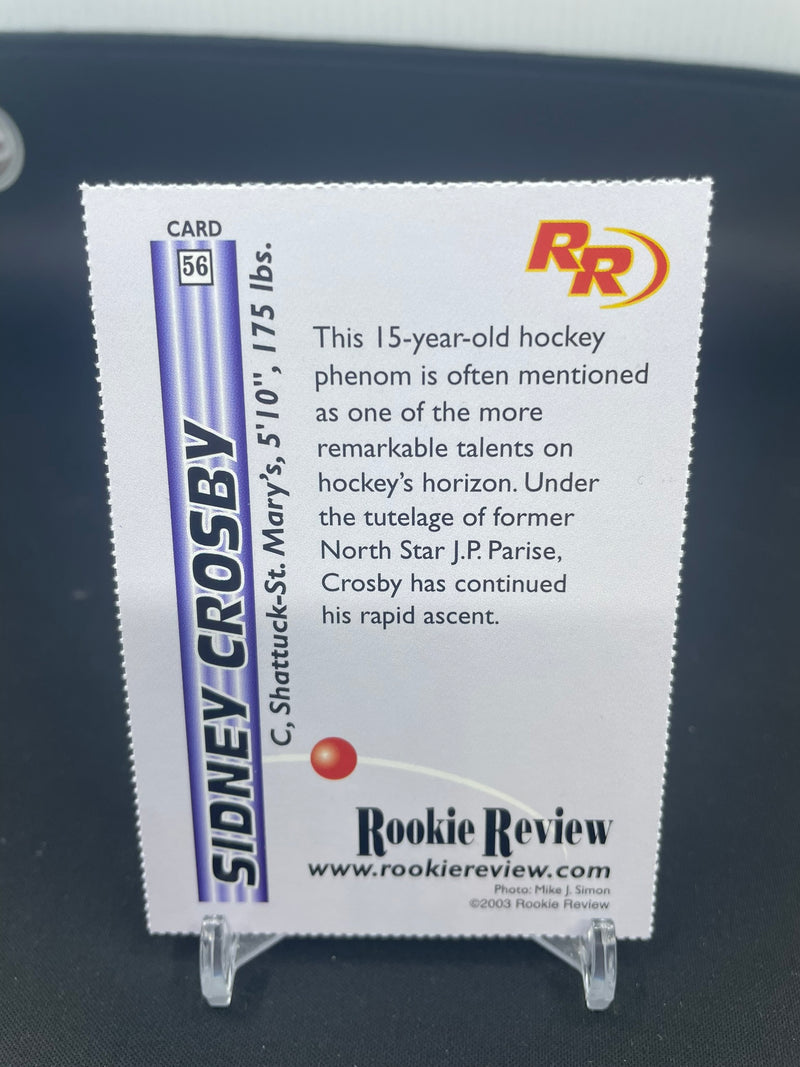 CARD
56
SIDNEY CROSBY
C, Shattuck-St. Mary's, 5'10", 175 lbs.
RR
This 15-year-old hockey
phenom is often mentioned
as one of the more
remarkable talents on
hockey's horizon. Under
the tutelage of former
North Star J.P. Parise,
Crosby has continued
his rapid ascent.
Rookie Review
www.rookiereview.com
Photo: Mike J. Simon
©2003 Rookie Review